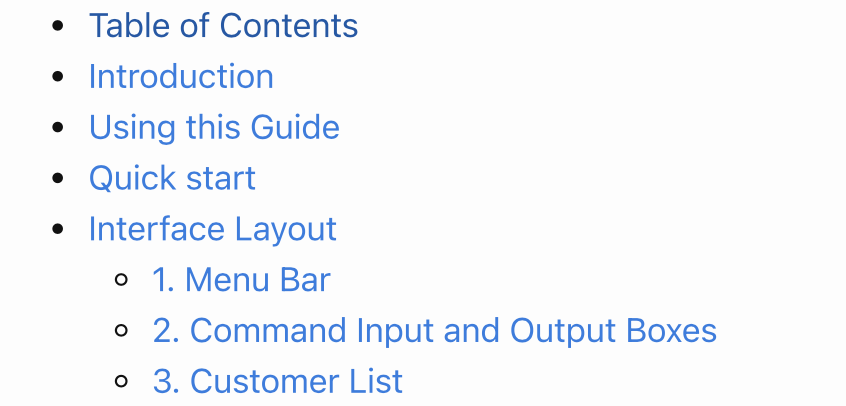 Table of Contents
Introduction
Using this Guide
Quick start
Interface Layout
1. Menu Bar
2. Command Input and Output Boxes
3. Customer List